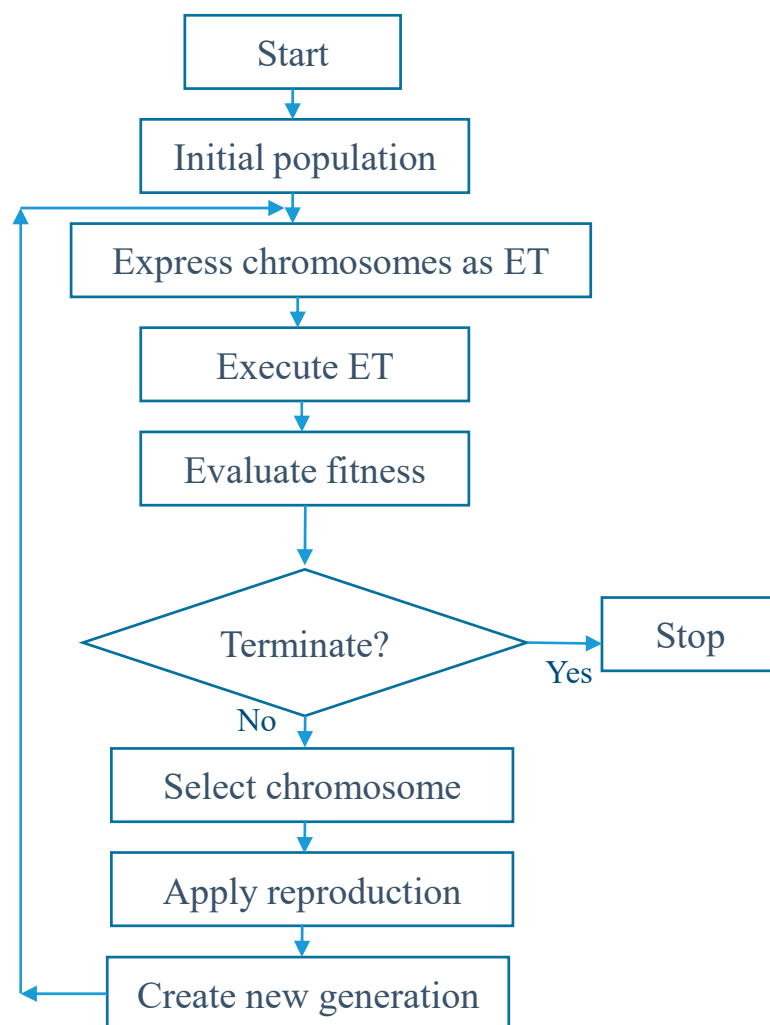 Start
Initial population
Express chromosomes as ET
Execute ET
Evaluate fitness
Terminate?
Stop
Yes
No
Select chromosome
Apply reproduction
Create new generation